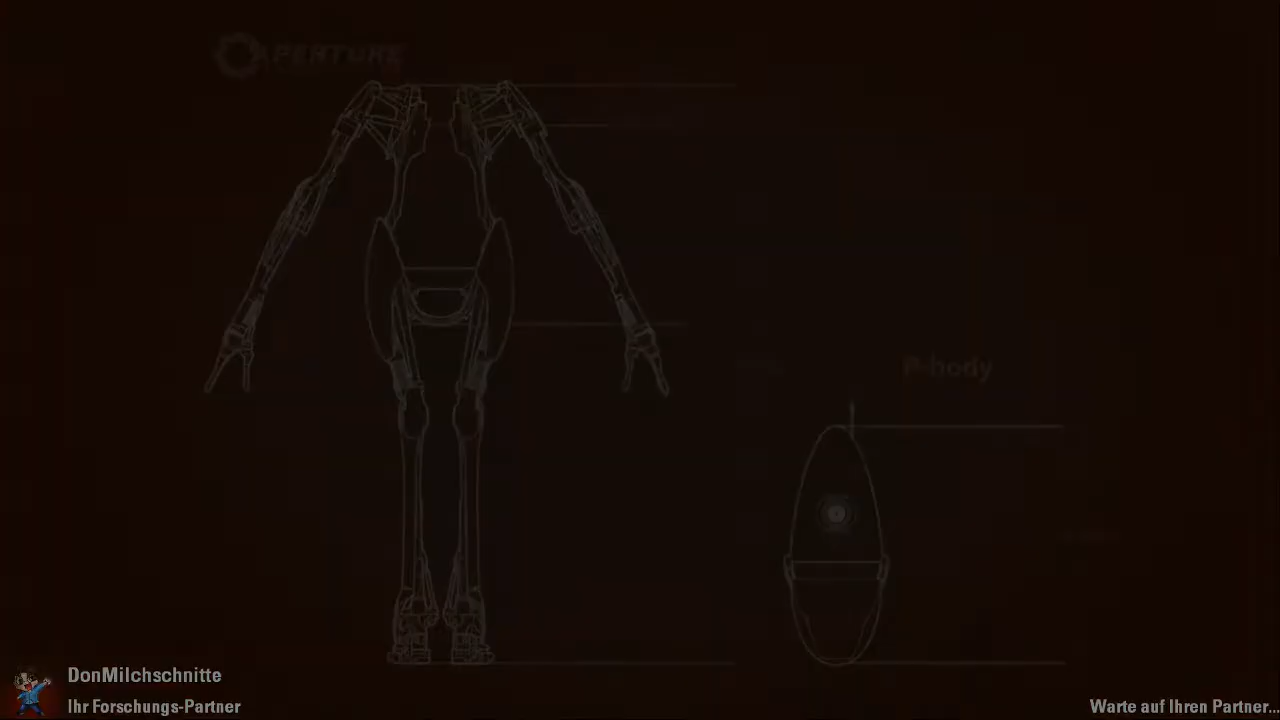 APERTURE
P-body
DonMilchschnitte
Ihr Forschungs-Partner
Warte auf Ihren Partner...